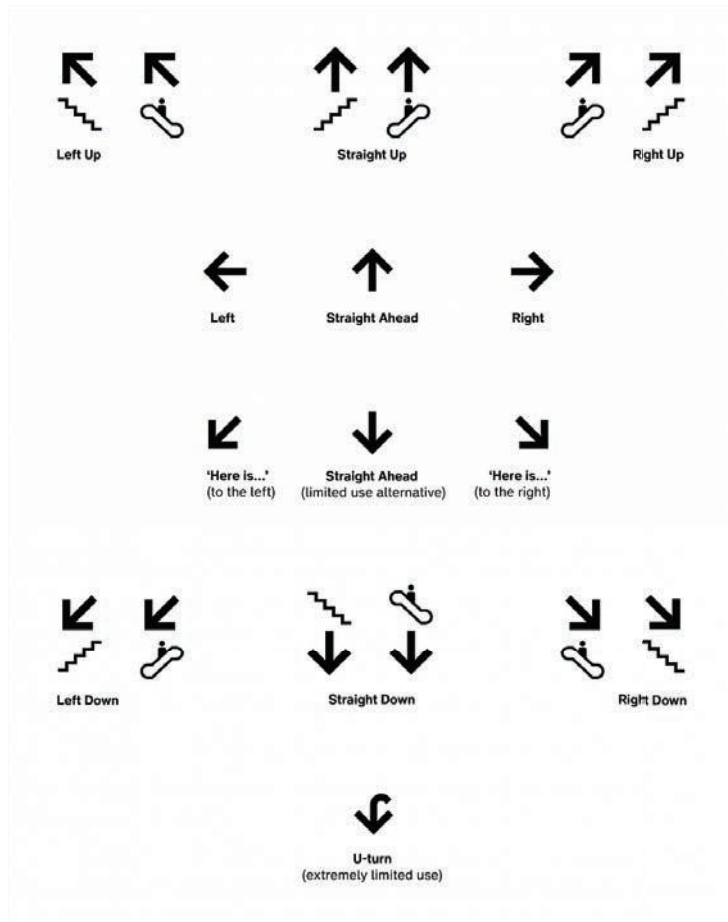 Left Up
Straight Up
Right Up
Left
Straight Ahead
Right
'Here is...'
(to the left)
Straight Ahead
(limited use alternative)
'Here is...'
(to the right)
Left Down
Straight Down
Right Down
U-turn
(extremely limited use)